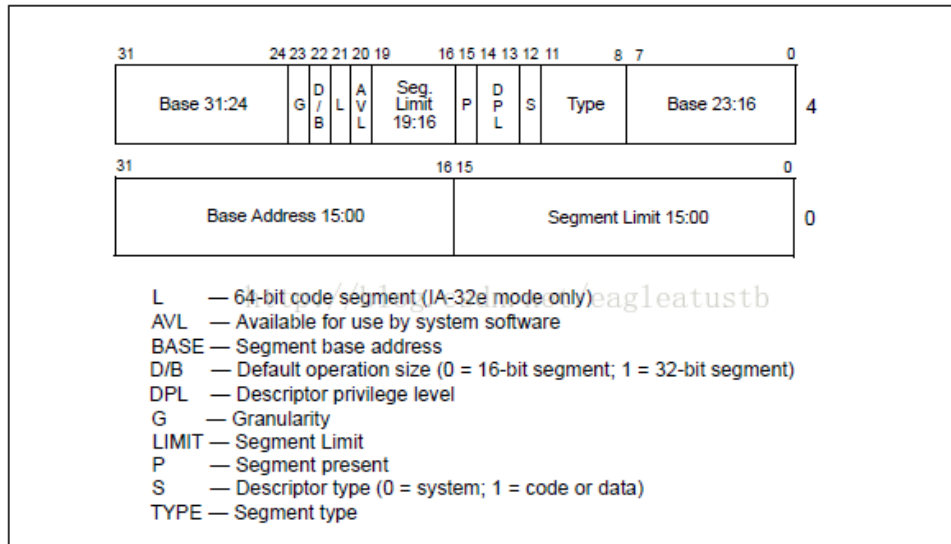 31 24 23 22 21 20 19 16 15 14 13 12 11 8 7 0
Base 31:24 G D/B L AVL Seg. Limit 19:16 P DPL S Type Base 23:16 4
31 16 15 0
Base Address 15:00 Segment Limit 15:00 0
L — 64-bit code segment (IA-32e mode only)
AVL — Available for use by system software
BASE — Segment base address
D/B — Default operation size (0 = 16-bit segment; 1 = 32-bit segment)
DPL — Descriptor privilege level
G — Granularity
LIMIT — Segment Limit
P — Segment present
S — Descriptor type (0 = system; 1 = code or data)
TYPE — Segment type